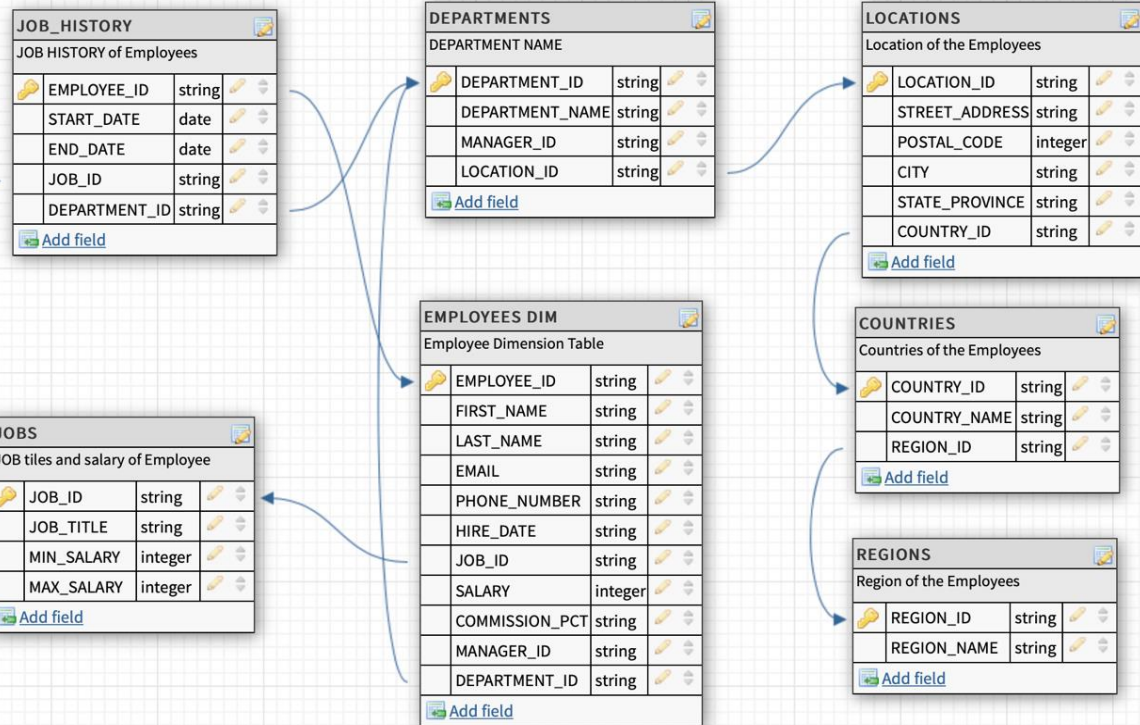 JOB_HISTORY
JOB HISTORY of Employees
EMPLOYEE_ID string
START_DATE date
END_DATE date
JOB_ID string
DEPARTMENT_ID string
Add field
DEPARTMENTS
DEPARTMENT NAME
DEPARTMENT_ID string
DEPARTMENT_NAME string
MANAGER_ID string
LOCATION_ID string
Add field
LOCATIONS
Location of the Employees
LOCATION_ID string
STREET_ADDRESS string
POSTAL_CODE integer
CITY string
STATE_PROVINCE string
COUNTRY_ID string
Add field
JOBS
JOB tiles and salary of Employee
JOB_ID string
JOB_TITLE string
MIN_SALARY integer
MAX_SALARY integer
Add field
EMPLOYEES DIM
Employee Dimension Table
EMPLOYEE_ID string
FIRST_NAME string
LAST_NAME string
EMAIL string
PHONE_NUMBER string
HIRE_DATE string
JOB_ID string
SALARY integer
COMMISSION_PCT string
MANAGER_ID string
DEPARTMENT_ID string
Add field
COUNTRIES
Countries of the Employees
COUNTRY_ID string
COUNTRY_NAME string
REGION_ID string
Add field
REGIONS
Region of the Employees
REGION_ID string
REGION_NAME string
Add field